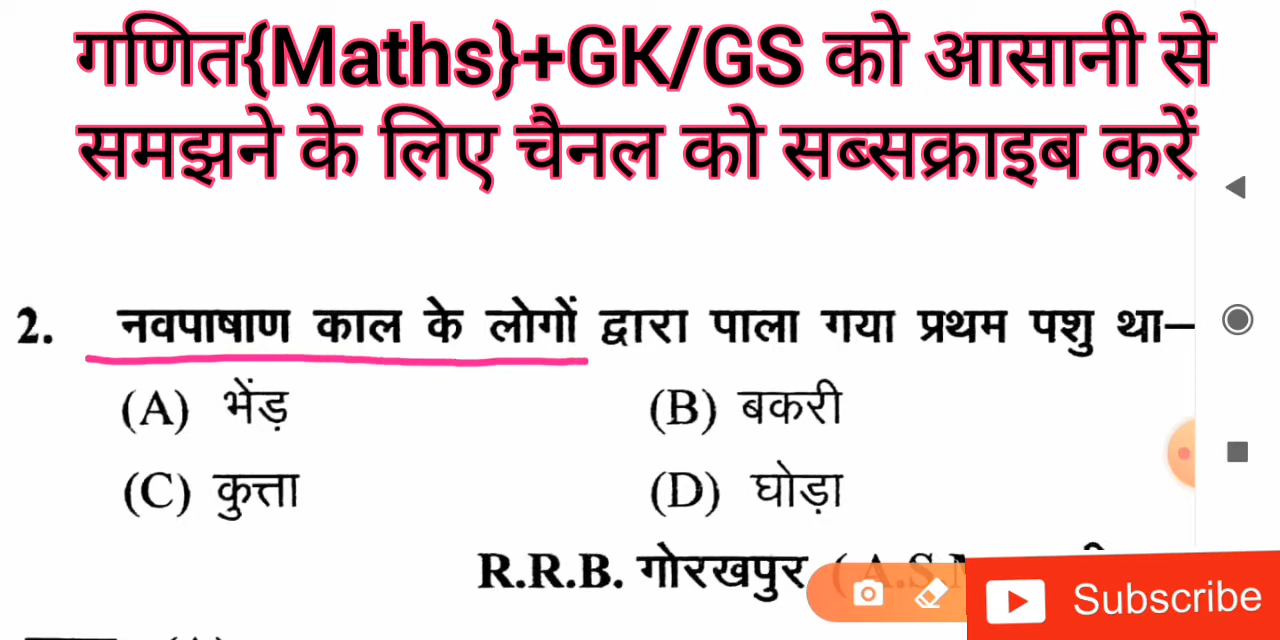 गणित{Maths}+GK/GS को आसानी से
समझने के लिए चैनल को सब्सक्राइब करें
2. नवपाषाण काल के लोगों द्वारा पाला गया प्रथम पशु था–
(A) भेंड़ (B) बकरी
(C) कुत्ता (D) घोड़ा
R.R.B. गोरखपुर (A.S.M
Subscribe